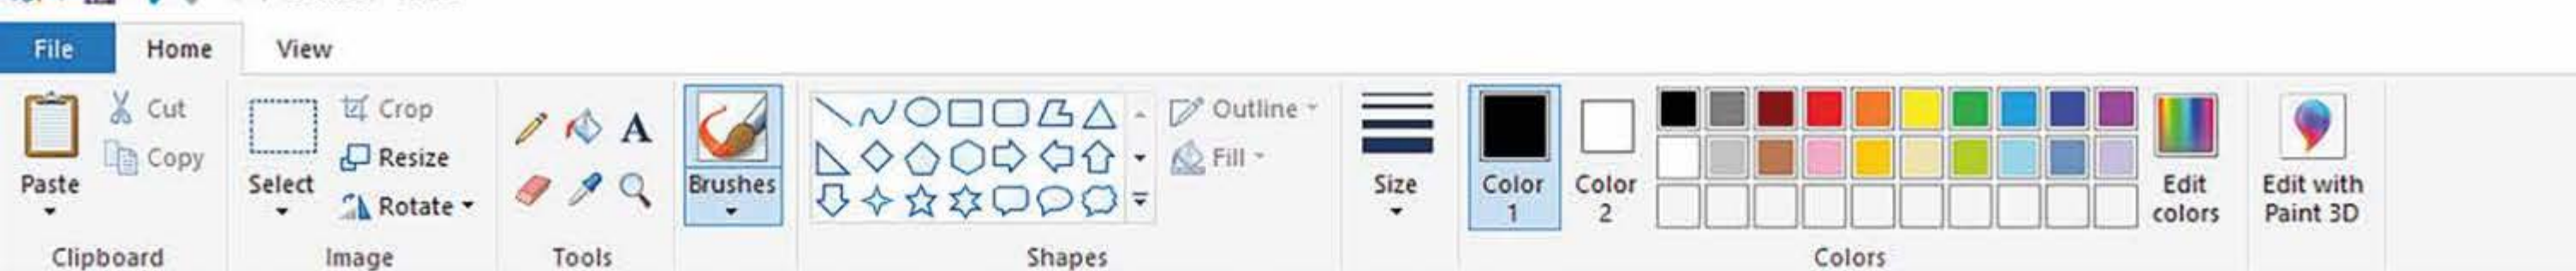 File Home View
Cut
Copy
Paste
Clipboard
Crop
Resize
Rotate
Select
Image
A
Tools
Brushes
Outline
Fill
Shapes
Size
Color
1
Color
2
Edit
colors
Colors
Edit with
Paint 3D